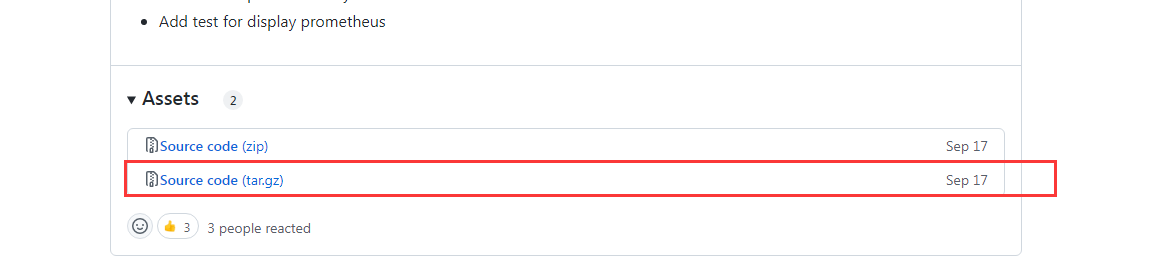 Add test for display prometheus
Assets 2
Source code (zip) Sep 17
Source code (tar.gz) Sep 17
👍 3 3 people reacted